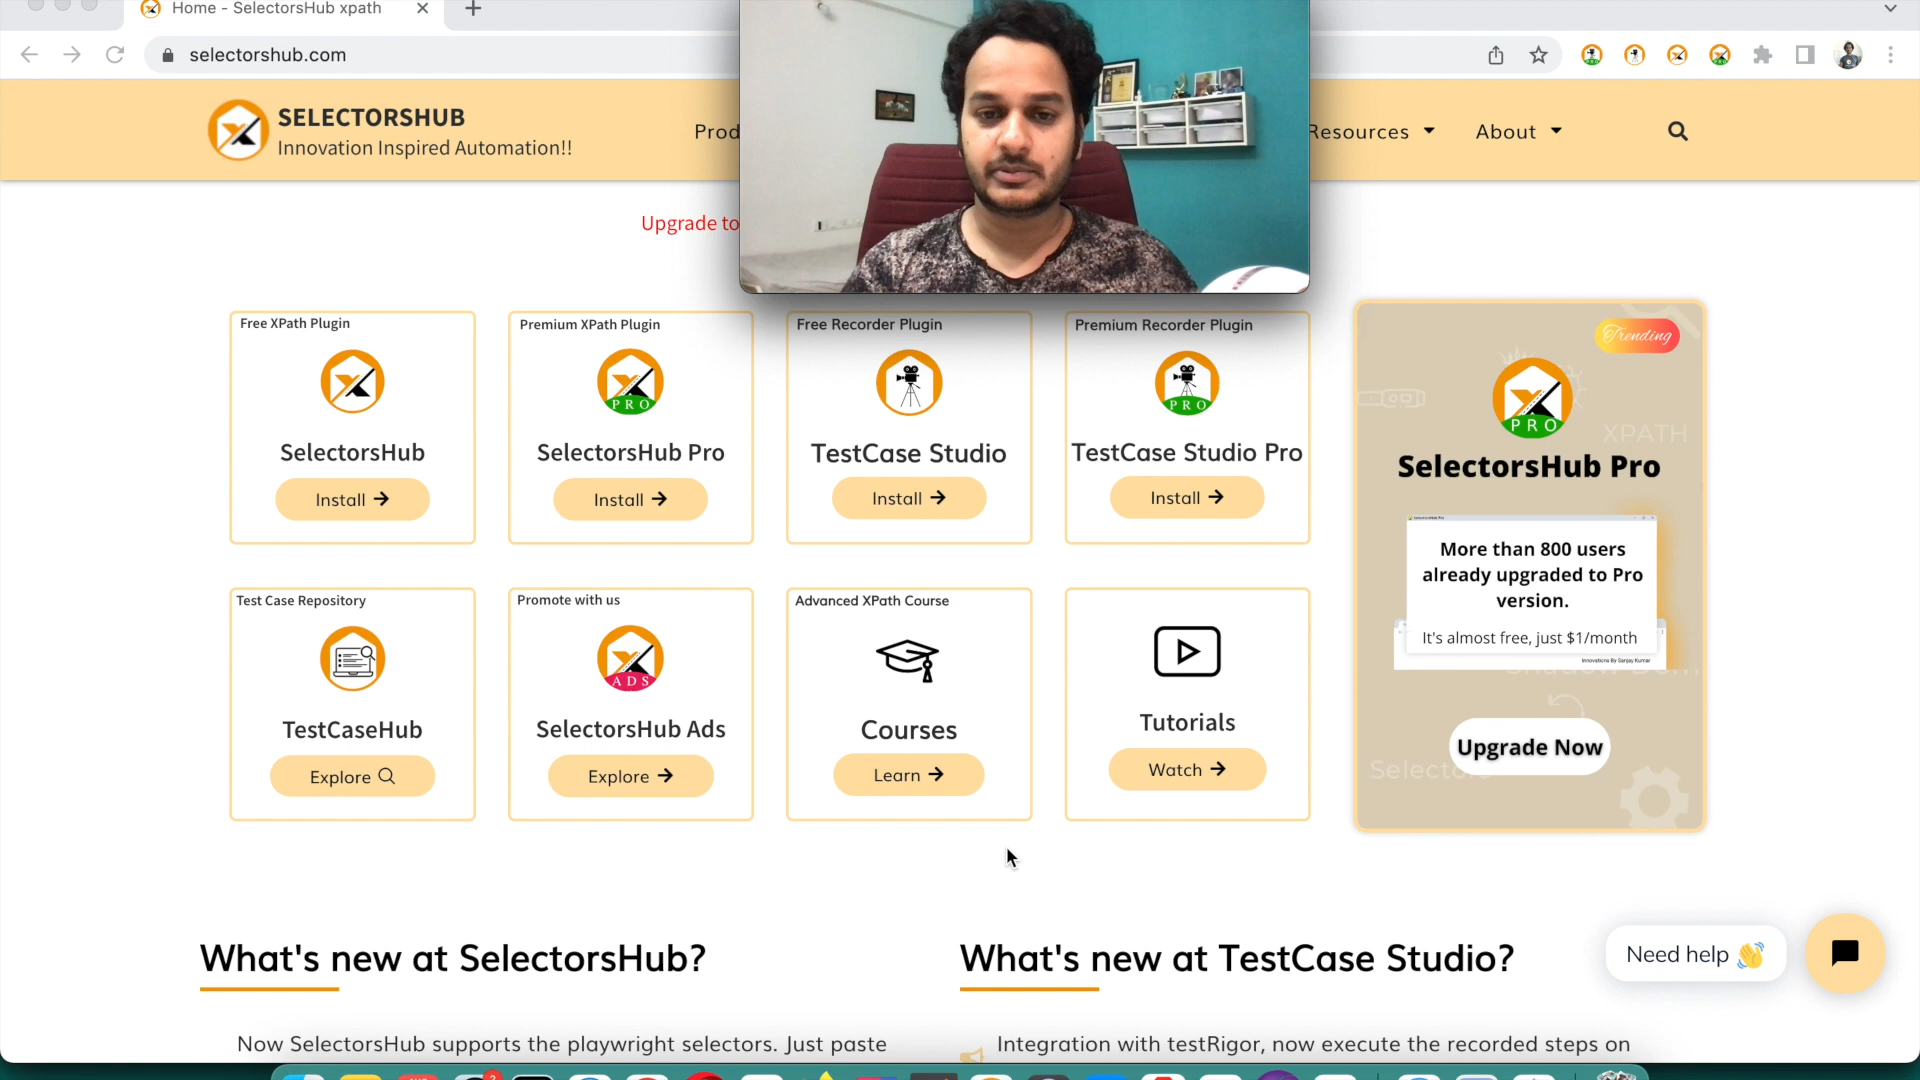 Home - SelectorsHub xpath
selectorshub.com
SELECTORSHUB
Innovation Inspired Automation!!
Prod
Resources
About
Upgrade to
Free XPath Plugin
SelectorsHub
Install
Premium XPath Plugin
PRO
SelectorsHub Pro
Install
Free Recorder Plugin
TestCase Studio
Install
Premium Recorder Plugin
PRO
TestCase Studio Pro
Install
Test Case Repository
TestCaseHub
Explore
Promote with us
ADS
SelectorsHub Ads
Explore
Advanced XPath Course
Courses
Learn
Tutorials
Watch
Trending
PRO
XPATH
SelectorsHub Pro
More than 800 users
already upgraded to Pro
version.
It's almost free, just $1/month
Innovations By Sanjay Kumar
Upgrade Now
What's new at SelectorsHub?
Now SelectorsHub supports the playwright selectors. Just paste
What's new at TestCase Studio?
Integration with testRigor, now execute the recorded steps on
Need help